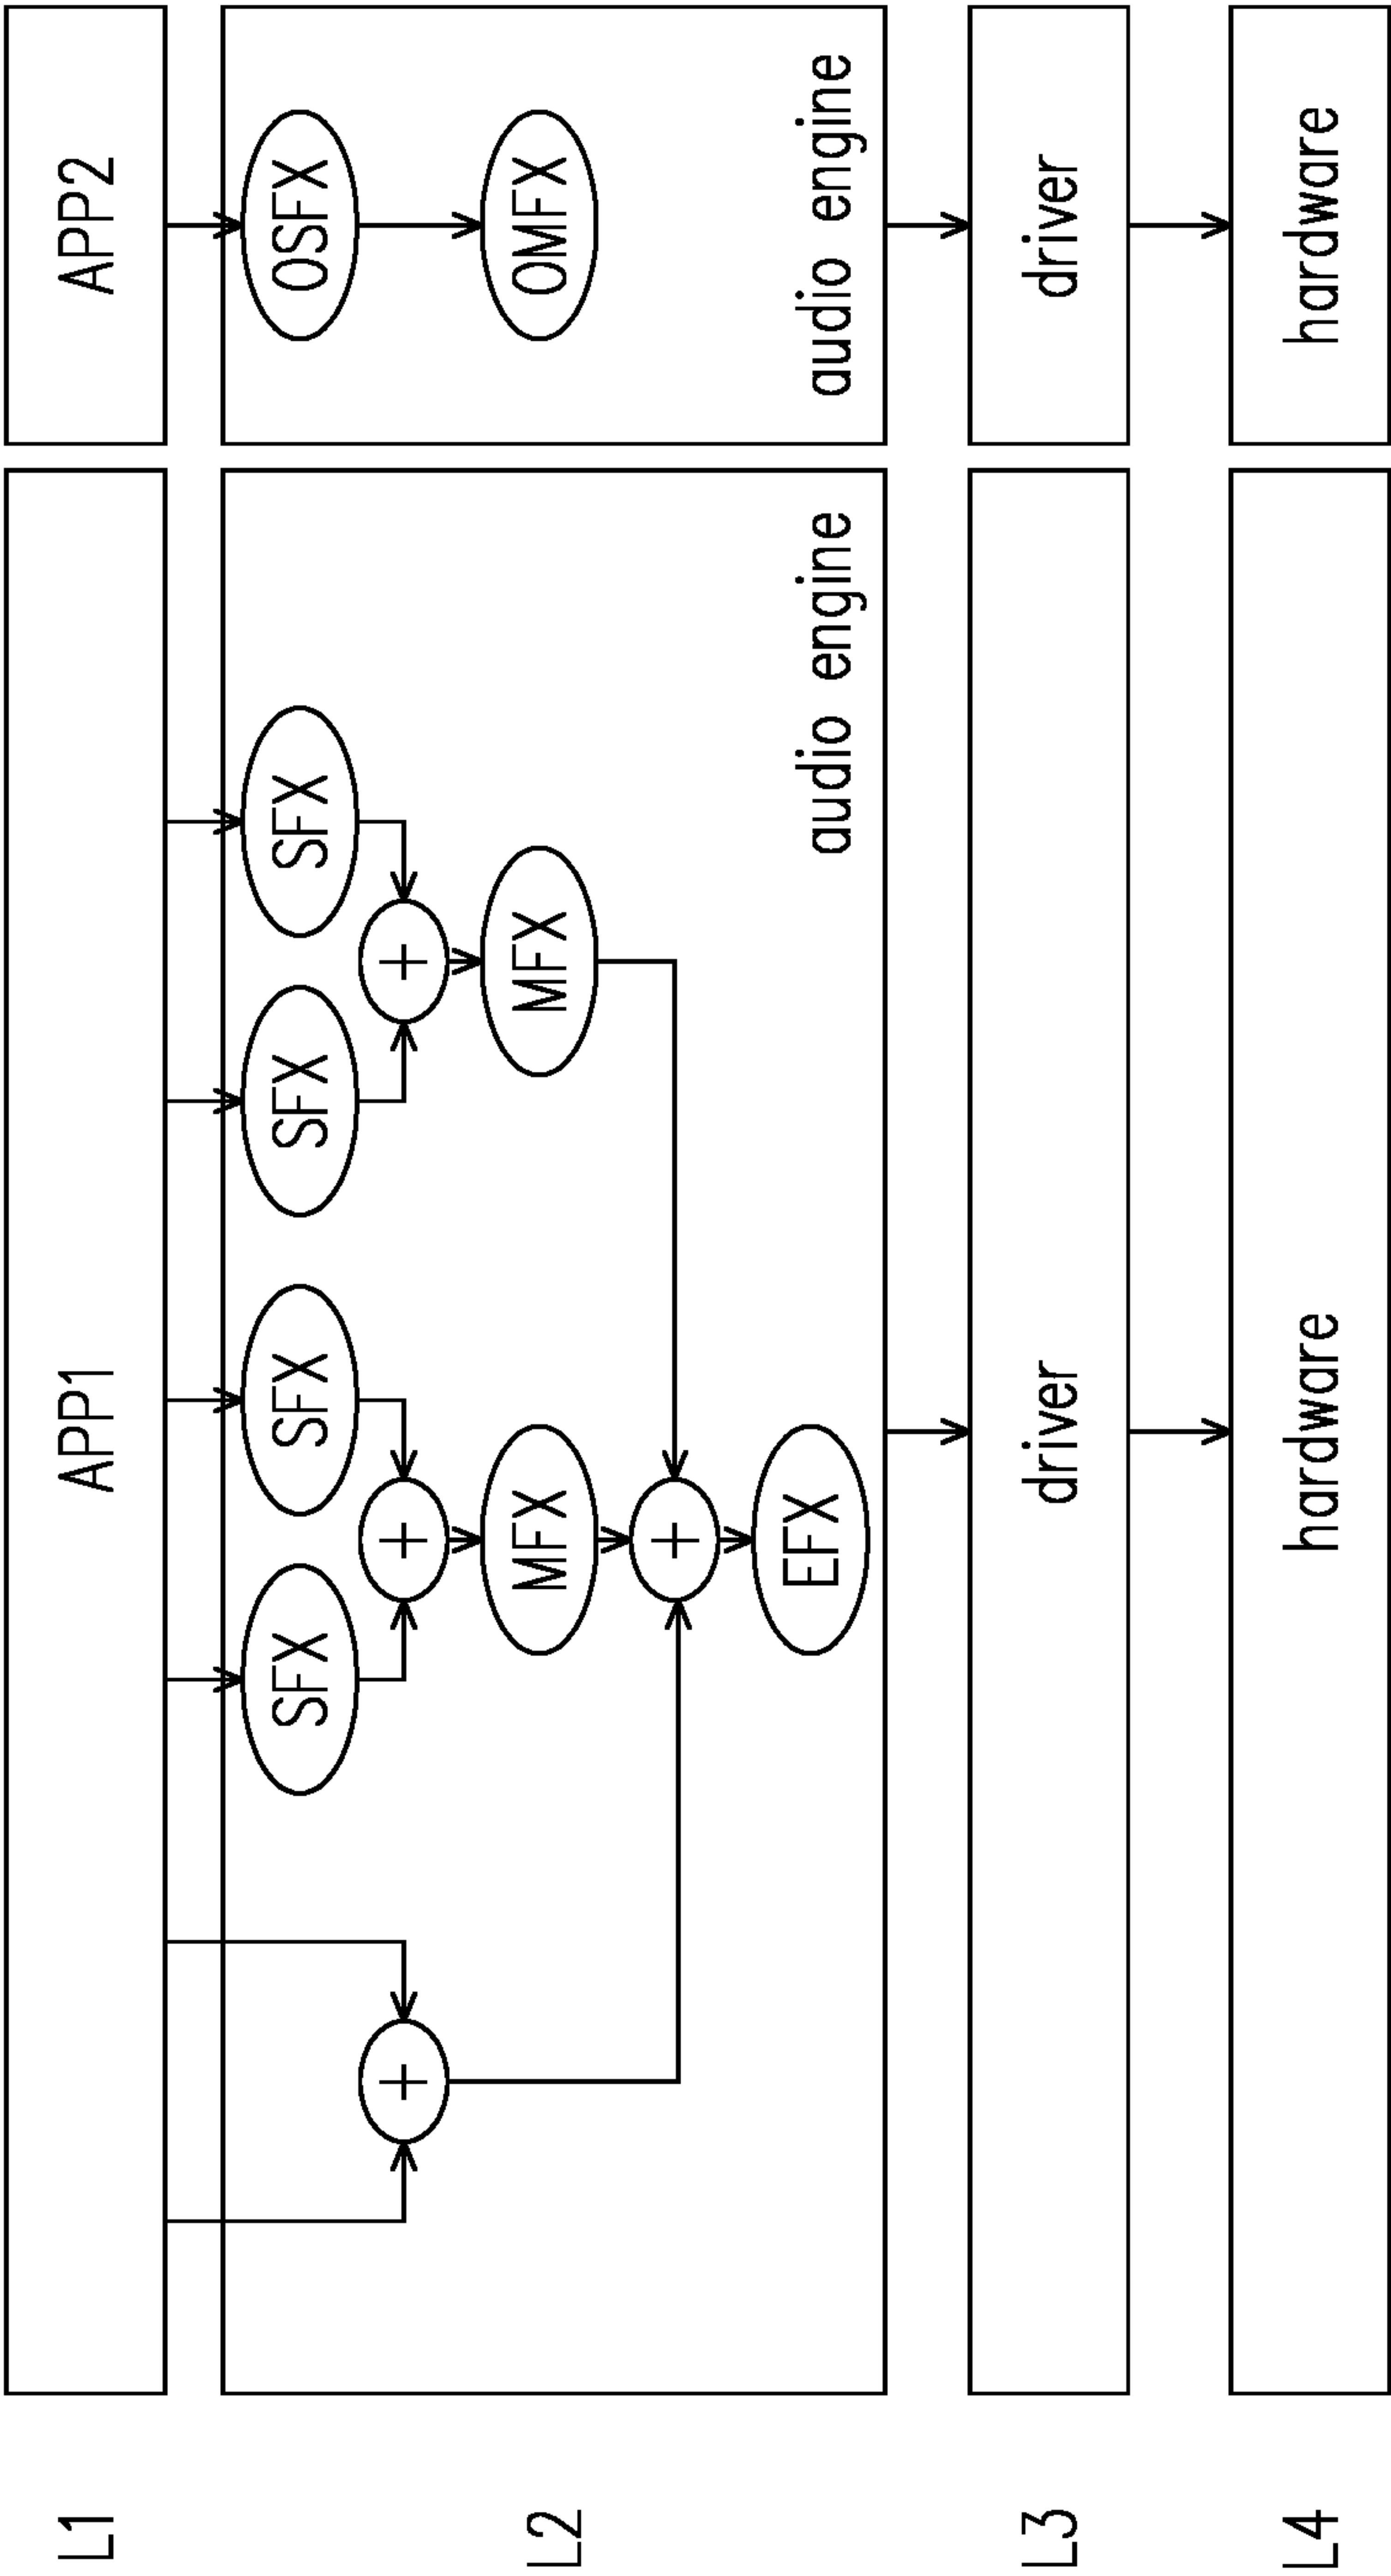 L1
APP1
APP2
L2
SFX
SFX
SFX
SFX
OSFX
+
+
+
MFX
MFX
OMFX
+
EFX
audio engine
audio engine
L3
driver
driver
L4
hardware
hardware